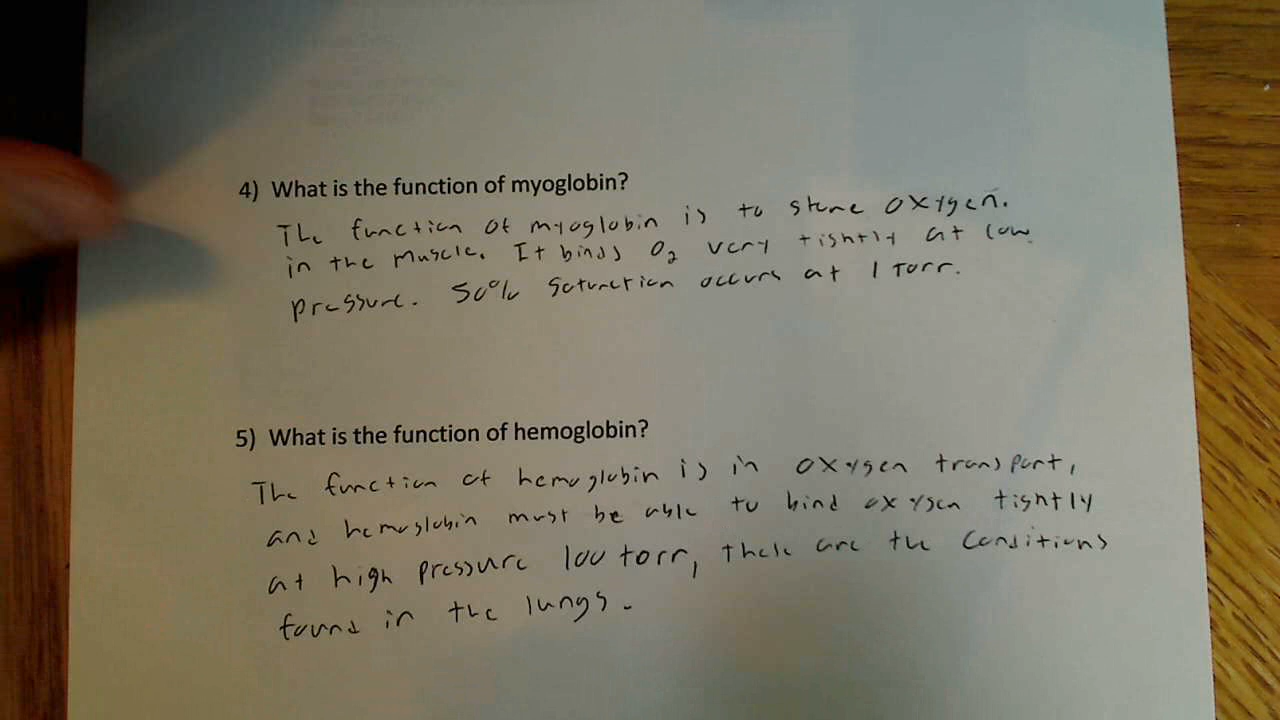 4) What is the function of myoglobin?
The function of myoglobin is to store oxygen.
in the muscle. It binds O₂ very tightly at low
pressure. 50% saturation occurs at 1 Torr.
5) What is the function of hemoglobin?
The function of hemoglobin is in oxygen transport,
and hemoglobin must be able to bind oxygen tightly
at high pressure 100 torr, these are the conditions
found in the lungs.